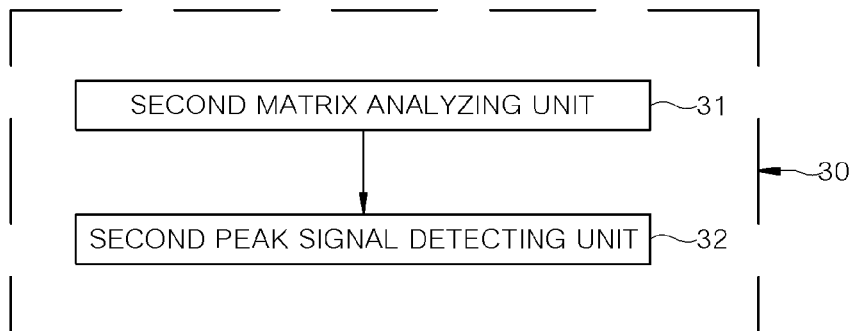 SECOND MATRIX ANALYZING UNIT
31
30
SECOND PEAK SIGNAL DETECTING UNIT
32